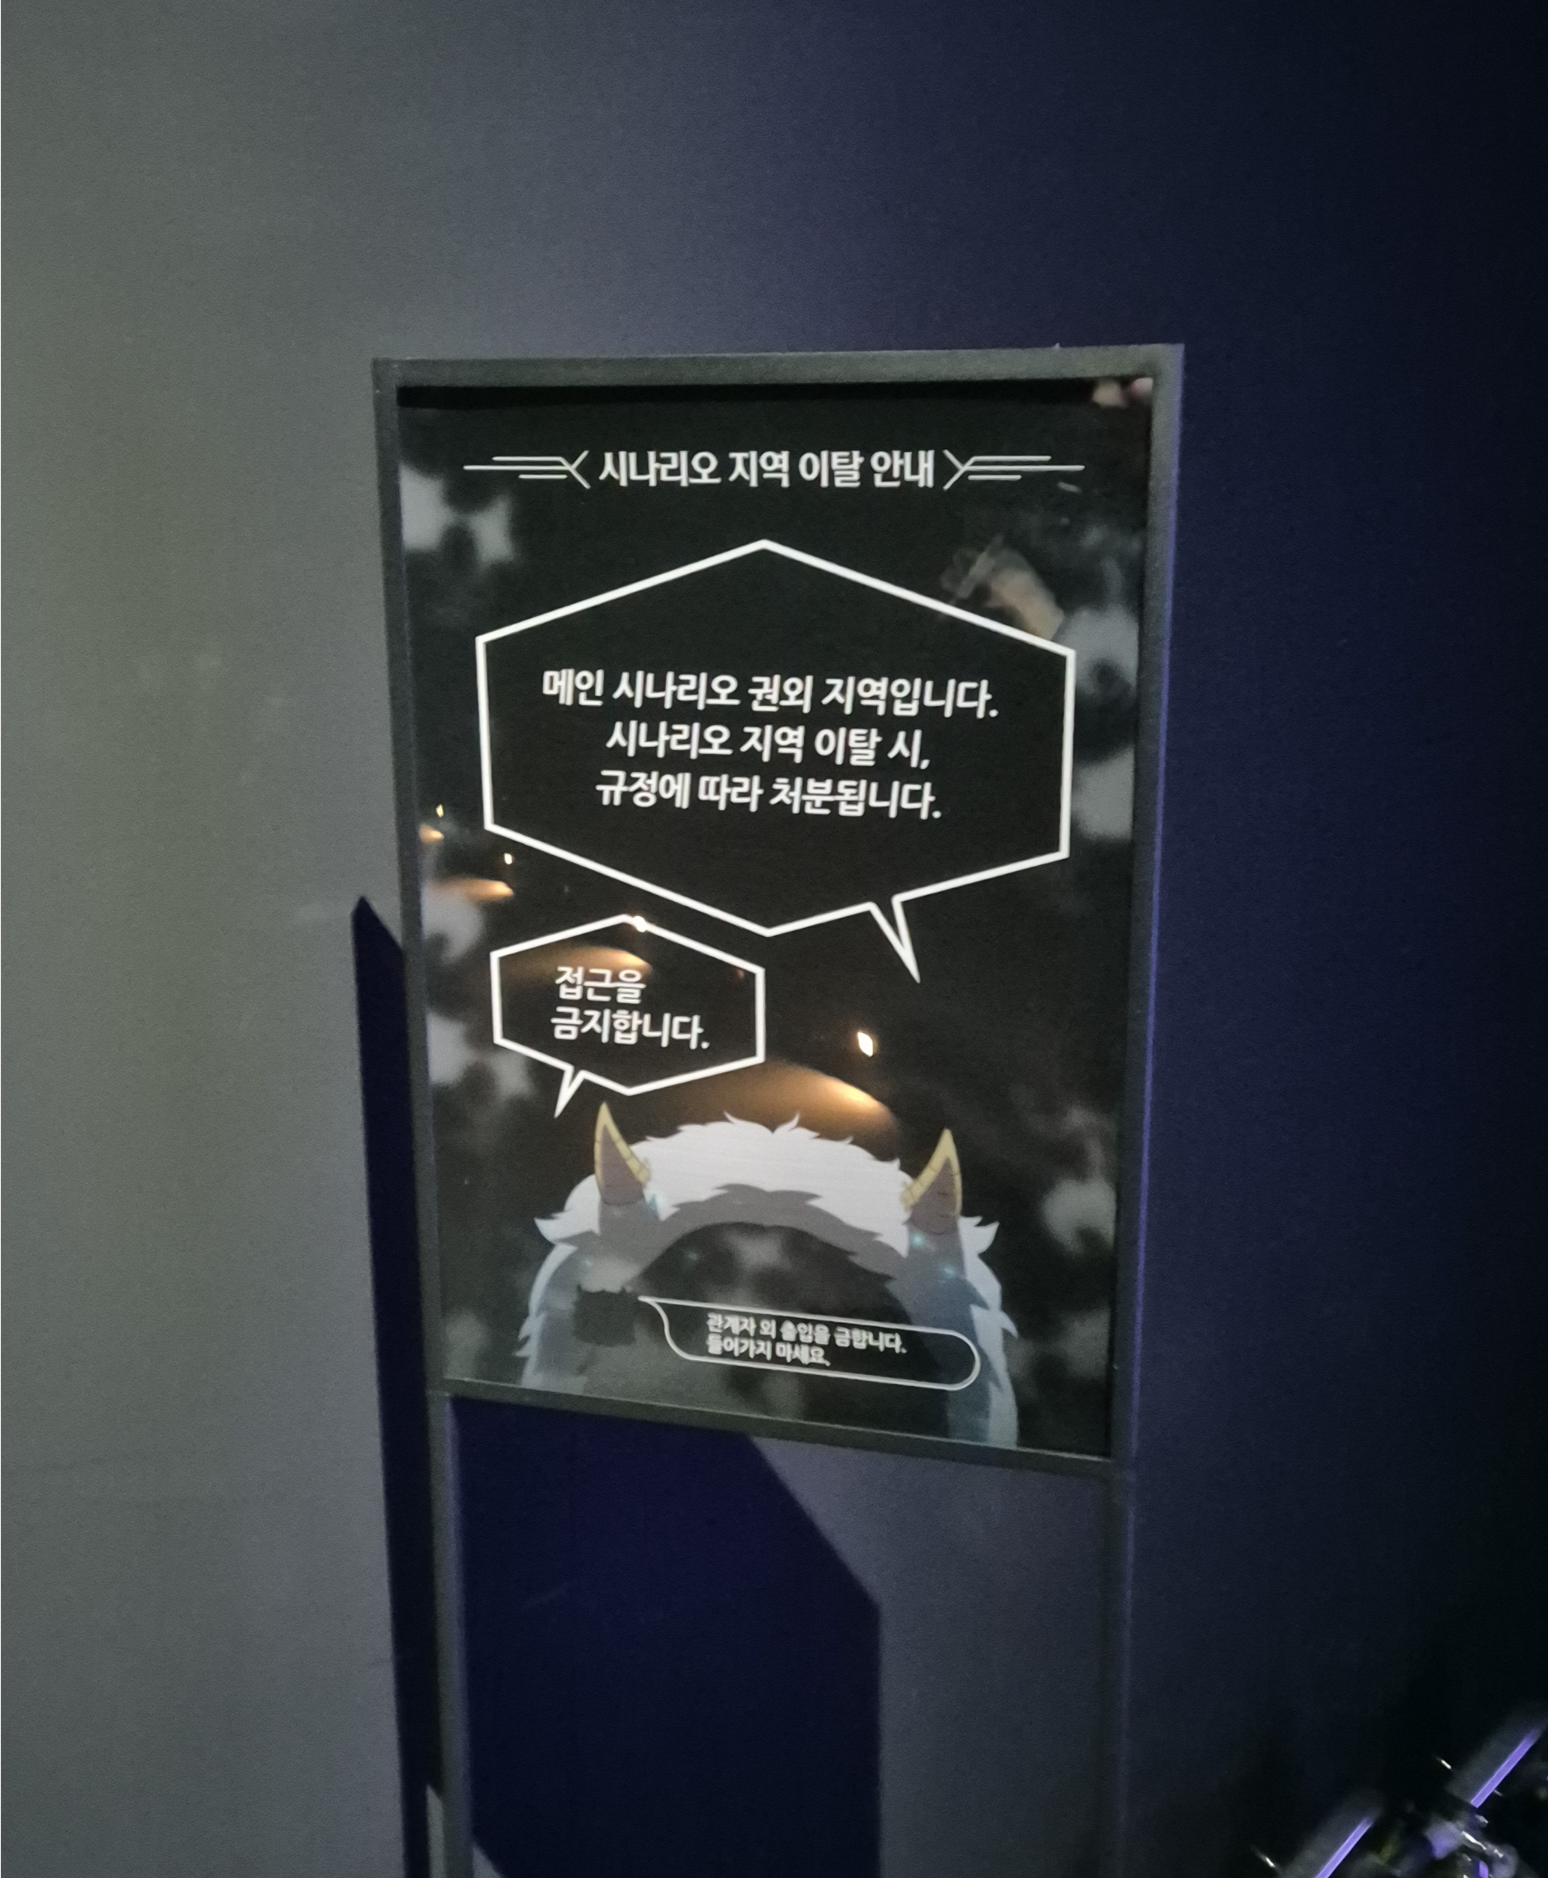 시나리오 지역 이탈 안내
메인 시나리오 권외 지역입니다.
시나리오 지역 이탈 시,
규정에 따라 처분됩니다.
접근을
금지합니다.
관계자 외 출입을 금합니다.
들어가지 마세요.